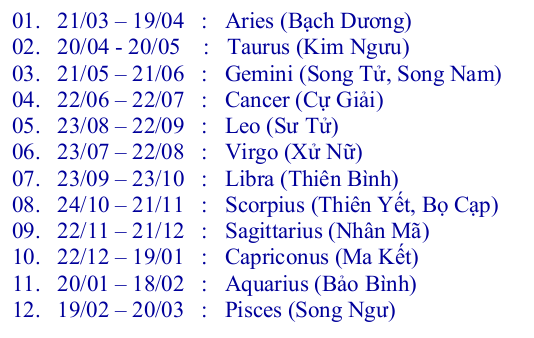 01. 21/03 – 19/04 : Aries (Bạch Dương)
02. 20/04 - 20/05 : Taurus (Kim Ngưu)
03. 21/05 – 21/06 : Gemini (Song Tử, Song Nam)
04. 22/06 – 22/07 : Cancer (Cự Giải)
05. 23/08 – 22/09 : Leo (Sư Tử)
06. 23/07 – 22/08 : Virgo (Xử Nữ)
07. 23/09 – 23/10 : Libra (Thiên Bình)
08. 24/10 – 21/11 : Scorpius (Thiên Yết, Bọ Cạp)
09. 22/11 – 21/12 : Sagittarius (Nhân Mã)
10. 22/12 – 19/01 : Capriconus (Ma Kết)
11. 20/01 – 18/02 : Aquarius (Bảo Bình)
12. 19/02 – 20/03 : Pisces (Song Ngư)